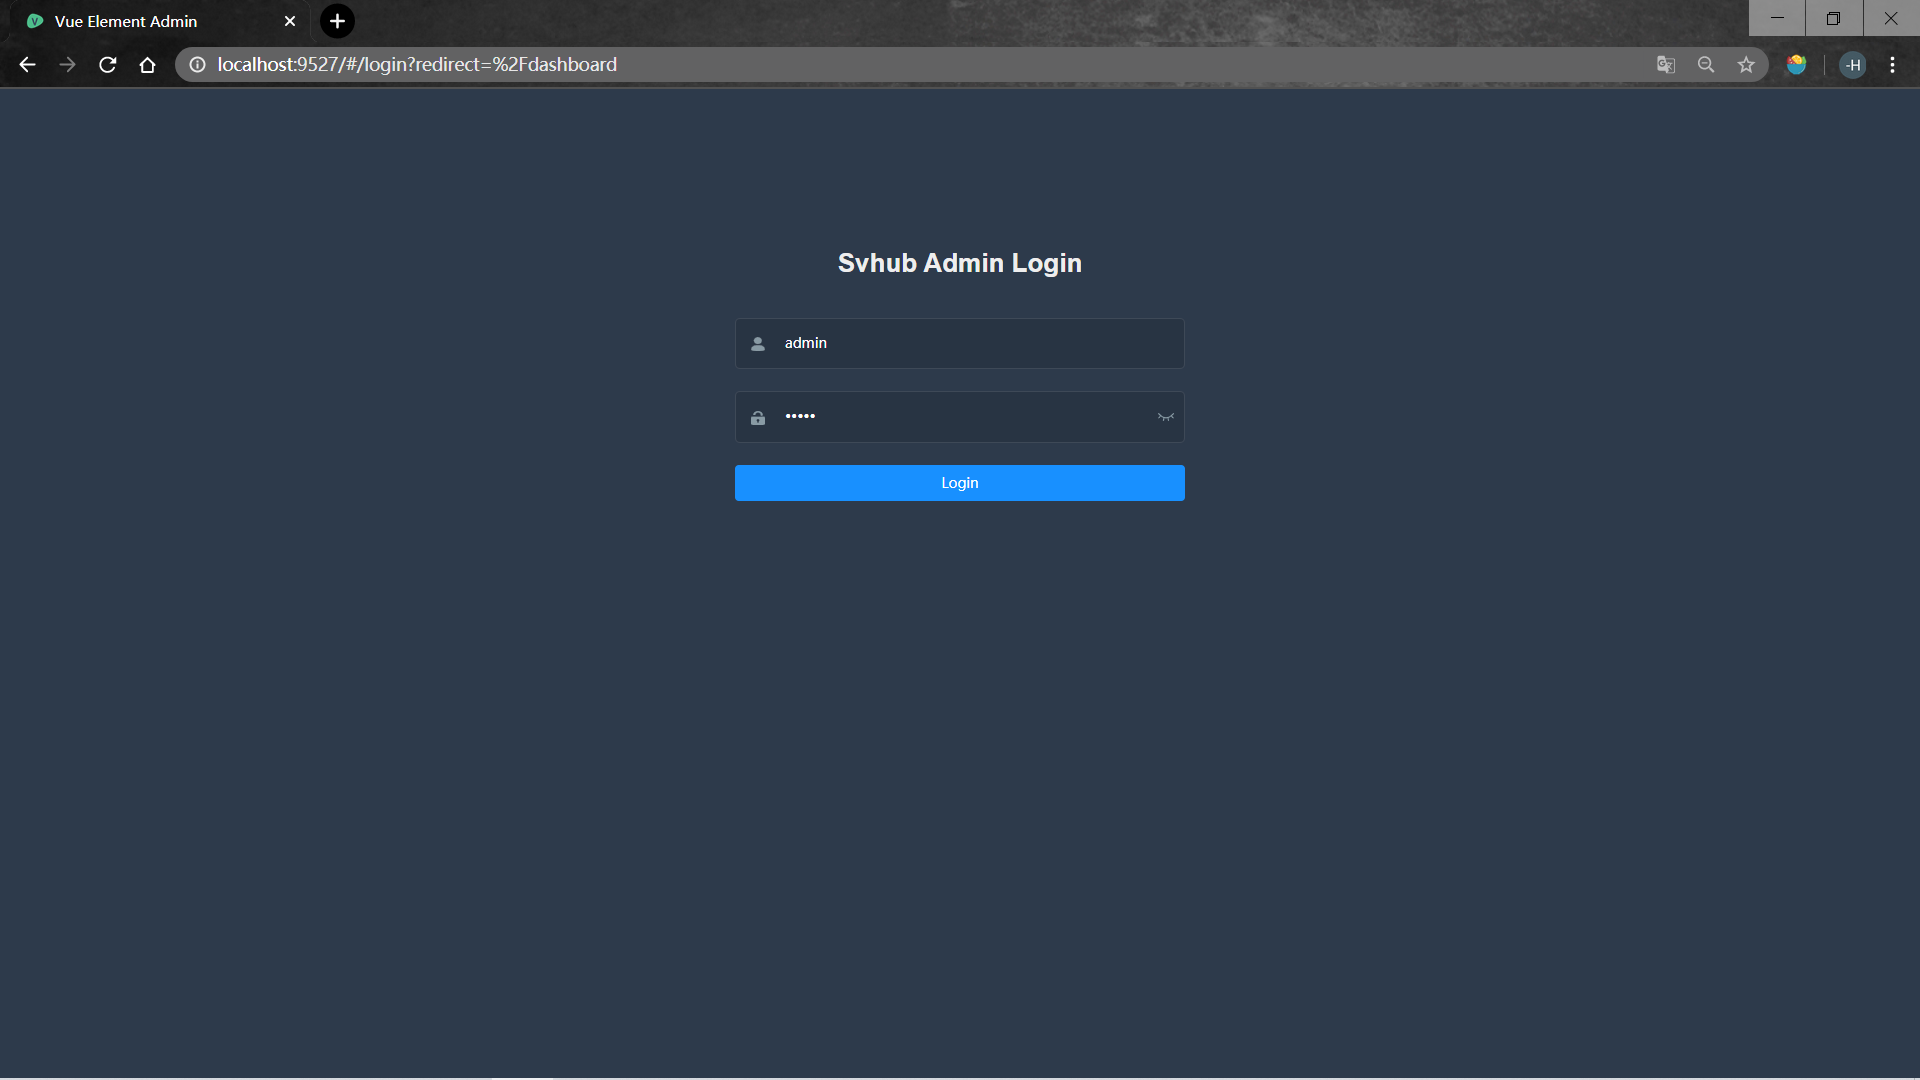 Vue Element Admin
localhost:9527/#/login?redirect=%2Fdashboard
-H
Svhub Admin Login
admin
•••••
Login